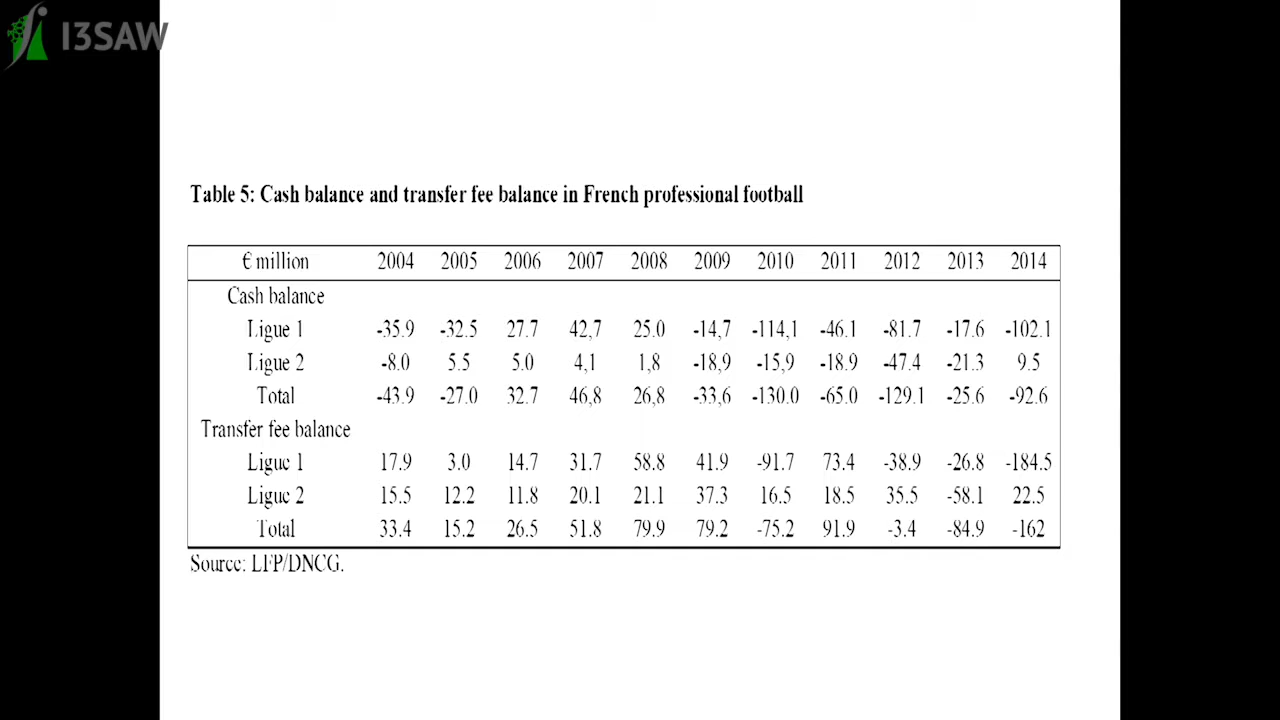 I3SAW
Table 5: Cash balance and transfer fee balance in French professional football
€ million 2004 2005 2006 2007 2008 2009 2010 2011 2012 2013 2014
Cash balance
Ligue 1 -35.9 -32.5 27.7 42,7 25.0 -14,7 -114,1 -46.1 -81.7 -17.6 -102.1
Ligue 2 -8.0 5.5 5.0 4,1 1,8 -18,9 -15,9 -18.9 -47.4 -21.3 9.5
Total -43.9 -27.0 32.7 46,8 26,8 -33,6 -130.0 -65.0 -129.1 -25.6 -92.6
Transfer fee balance
Ligue 1 17.9 3.0 14.7 31.7 58.8 41.9 -91.7 73.4 -38.9 -26.8 -184.5
Ligue 2 15.5 12.2 11.8 20.1 21.1 37.3 16.5 18.5 35.5 -58.1 22.5
Total 33.4 15.2 26.5 51.8 79.9 79.2 -75.2 91.9 -3.4 -84.9 -162
Source: LFP/DNCG.